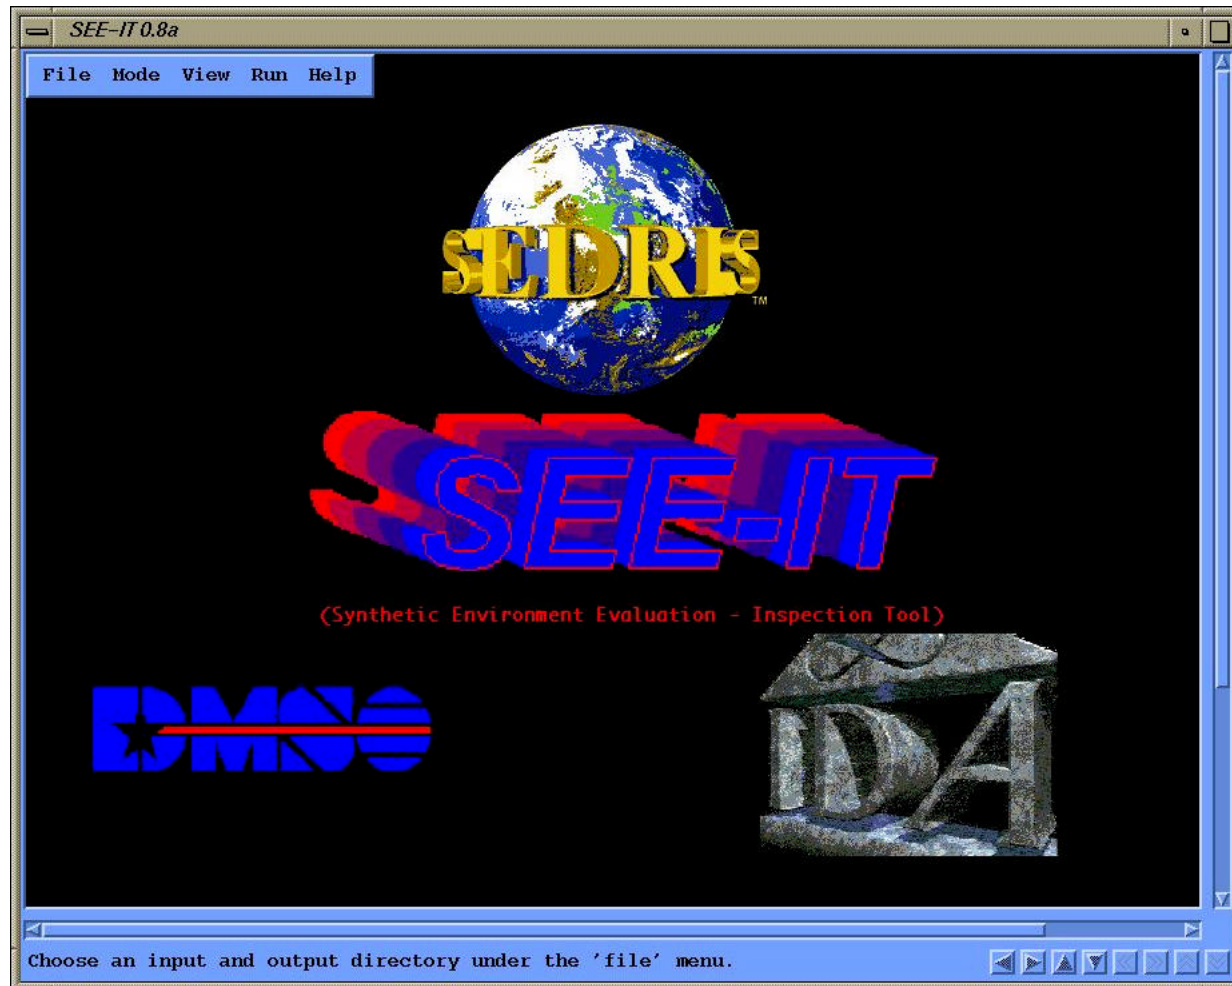 SEE-IT 0.8a
File Mode View Run Help
SEDRIS
TM
SEE-IT
(Synthetic Environment Evaluation - Inspection Tool)
DMSO
IDA
Choose an input and output directory under the 'file' menu.